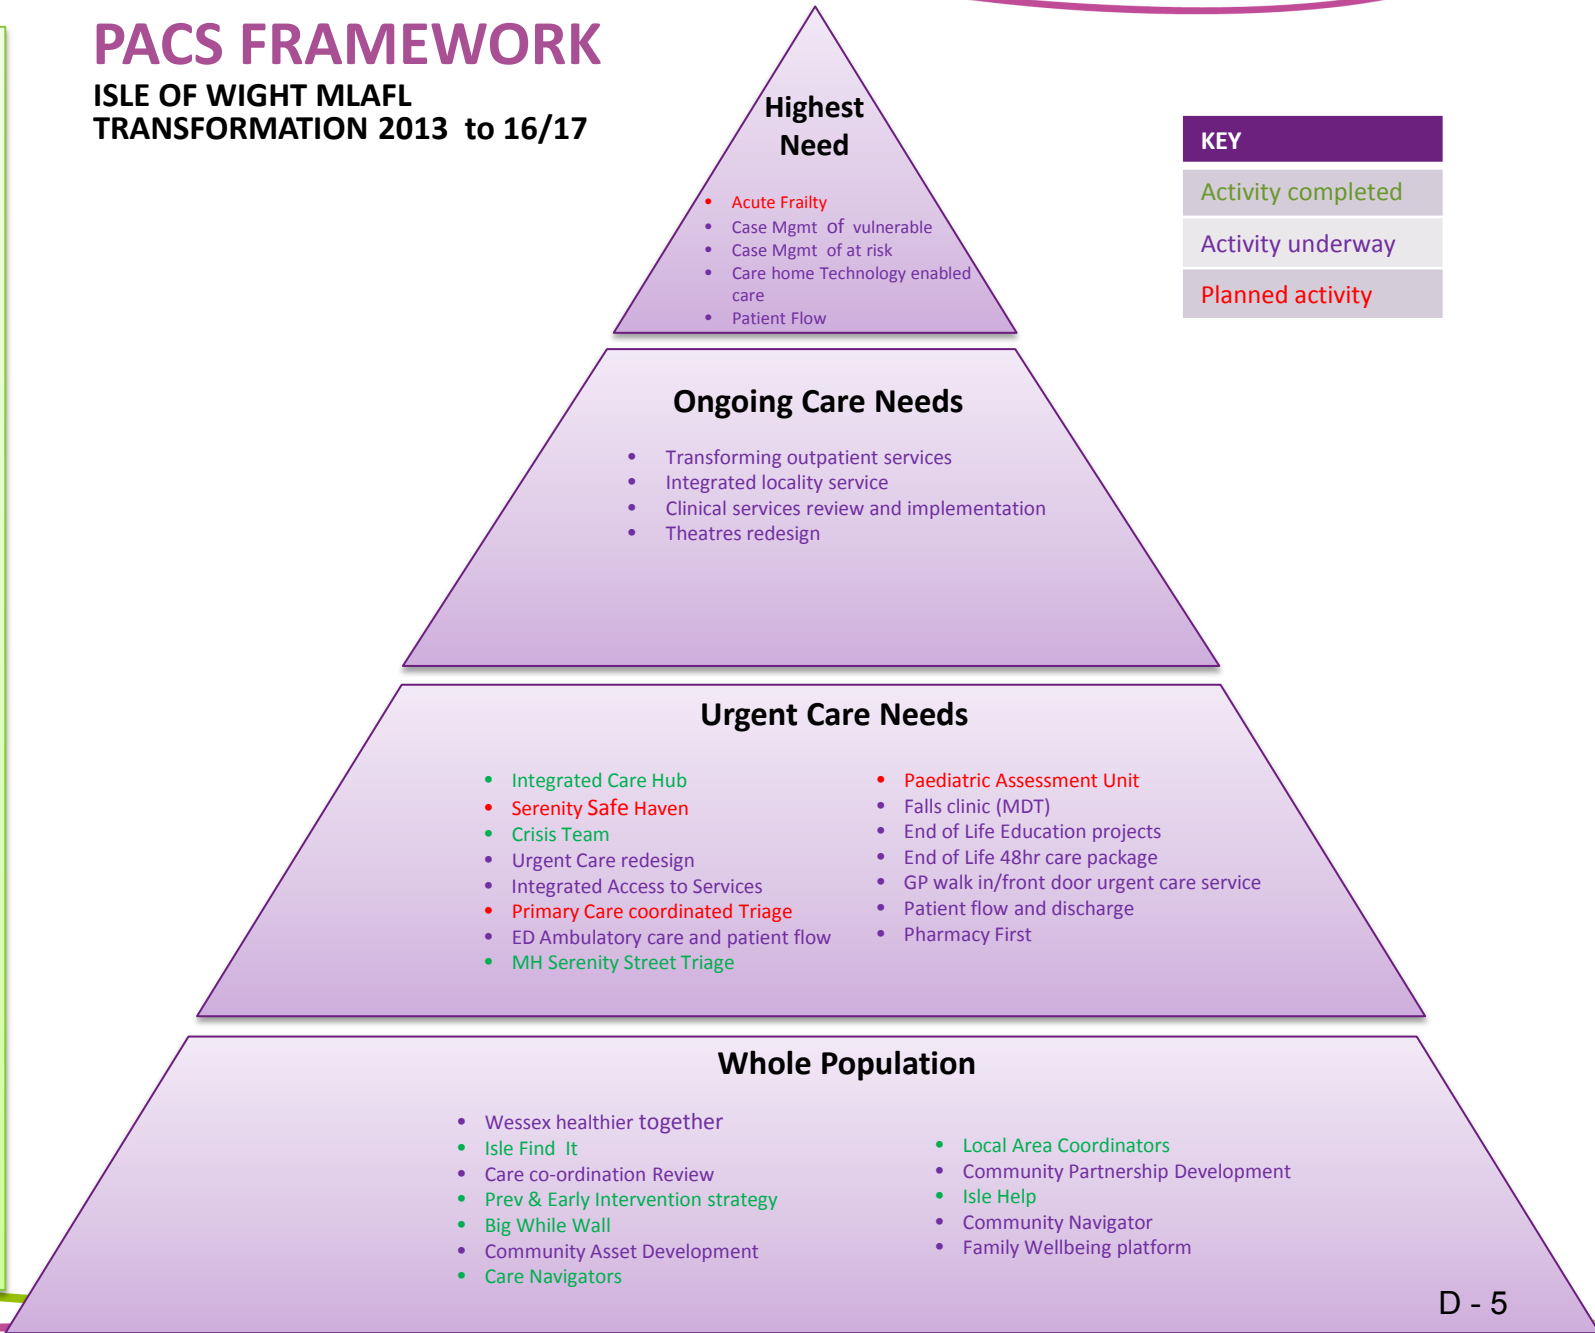 PACS FRAMEWORK
ISLE OF WIGHT MLAFL
TRANSFORMATION 2013 to 16/17
KEY
Activity completed
Activity underway
Planned activity
Highest
Need
• Acute Frailty
• Case Mgmt of vulnerable
• Case Mgmt of at risk
• Care home Technology enabled
care
• Patient Flow
Ongoing Care Needs
• Transforming outpatient services
• Integrated locality service
• Clinical services review and implementation
• Theatres redesign
Urgent Care Needs
• Integrated Care Hub
• Serenity Safe Haven
• Crisis Team
• Urgent Care redesign
• Integrated Access to Services
• Primary Care coordinated Triage
• ED Ambulatory care and patient flow
• MH Serenity Street Triage
• Paediatric Assessment Unit
• Falls clinic (MDT)
• End of Life Education projects
• End of Life 48hr care package
• GP walk in/front door urgent care service
• Patient flow and discharge
• Pharmacy First
Whole Population
• Wessex healthier together
• Isle Find It
• Care co-ordination Review
• Prev & Early Intervention strategy
• Big While Wall
• Community Asset Development
• Care Navigators
• Local Area Coordinators
• Community Partnership Development
• Isle Help
• Community Navigator
• Family Wellbeing platform
D - 5